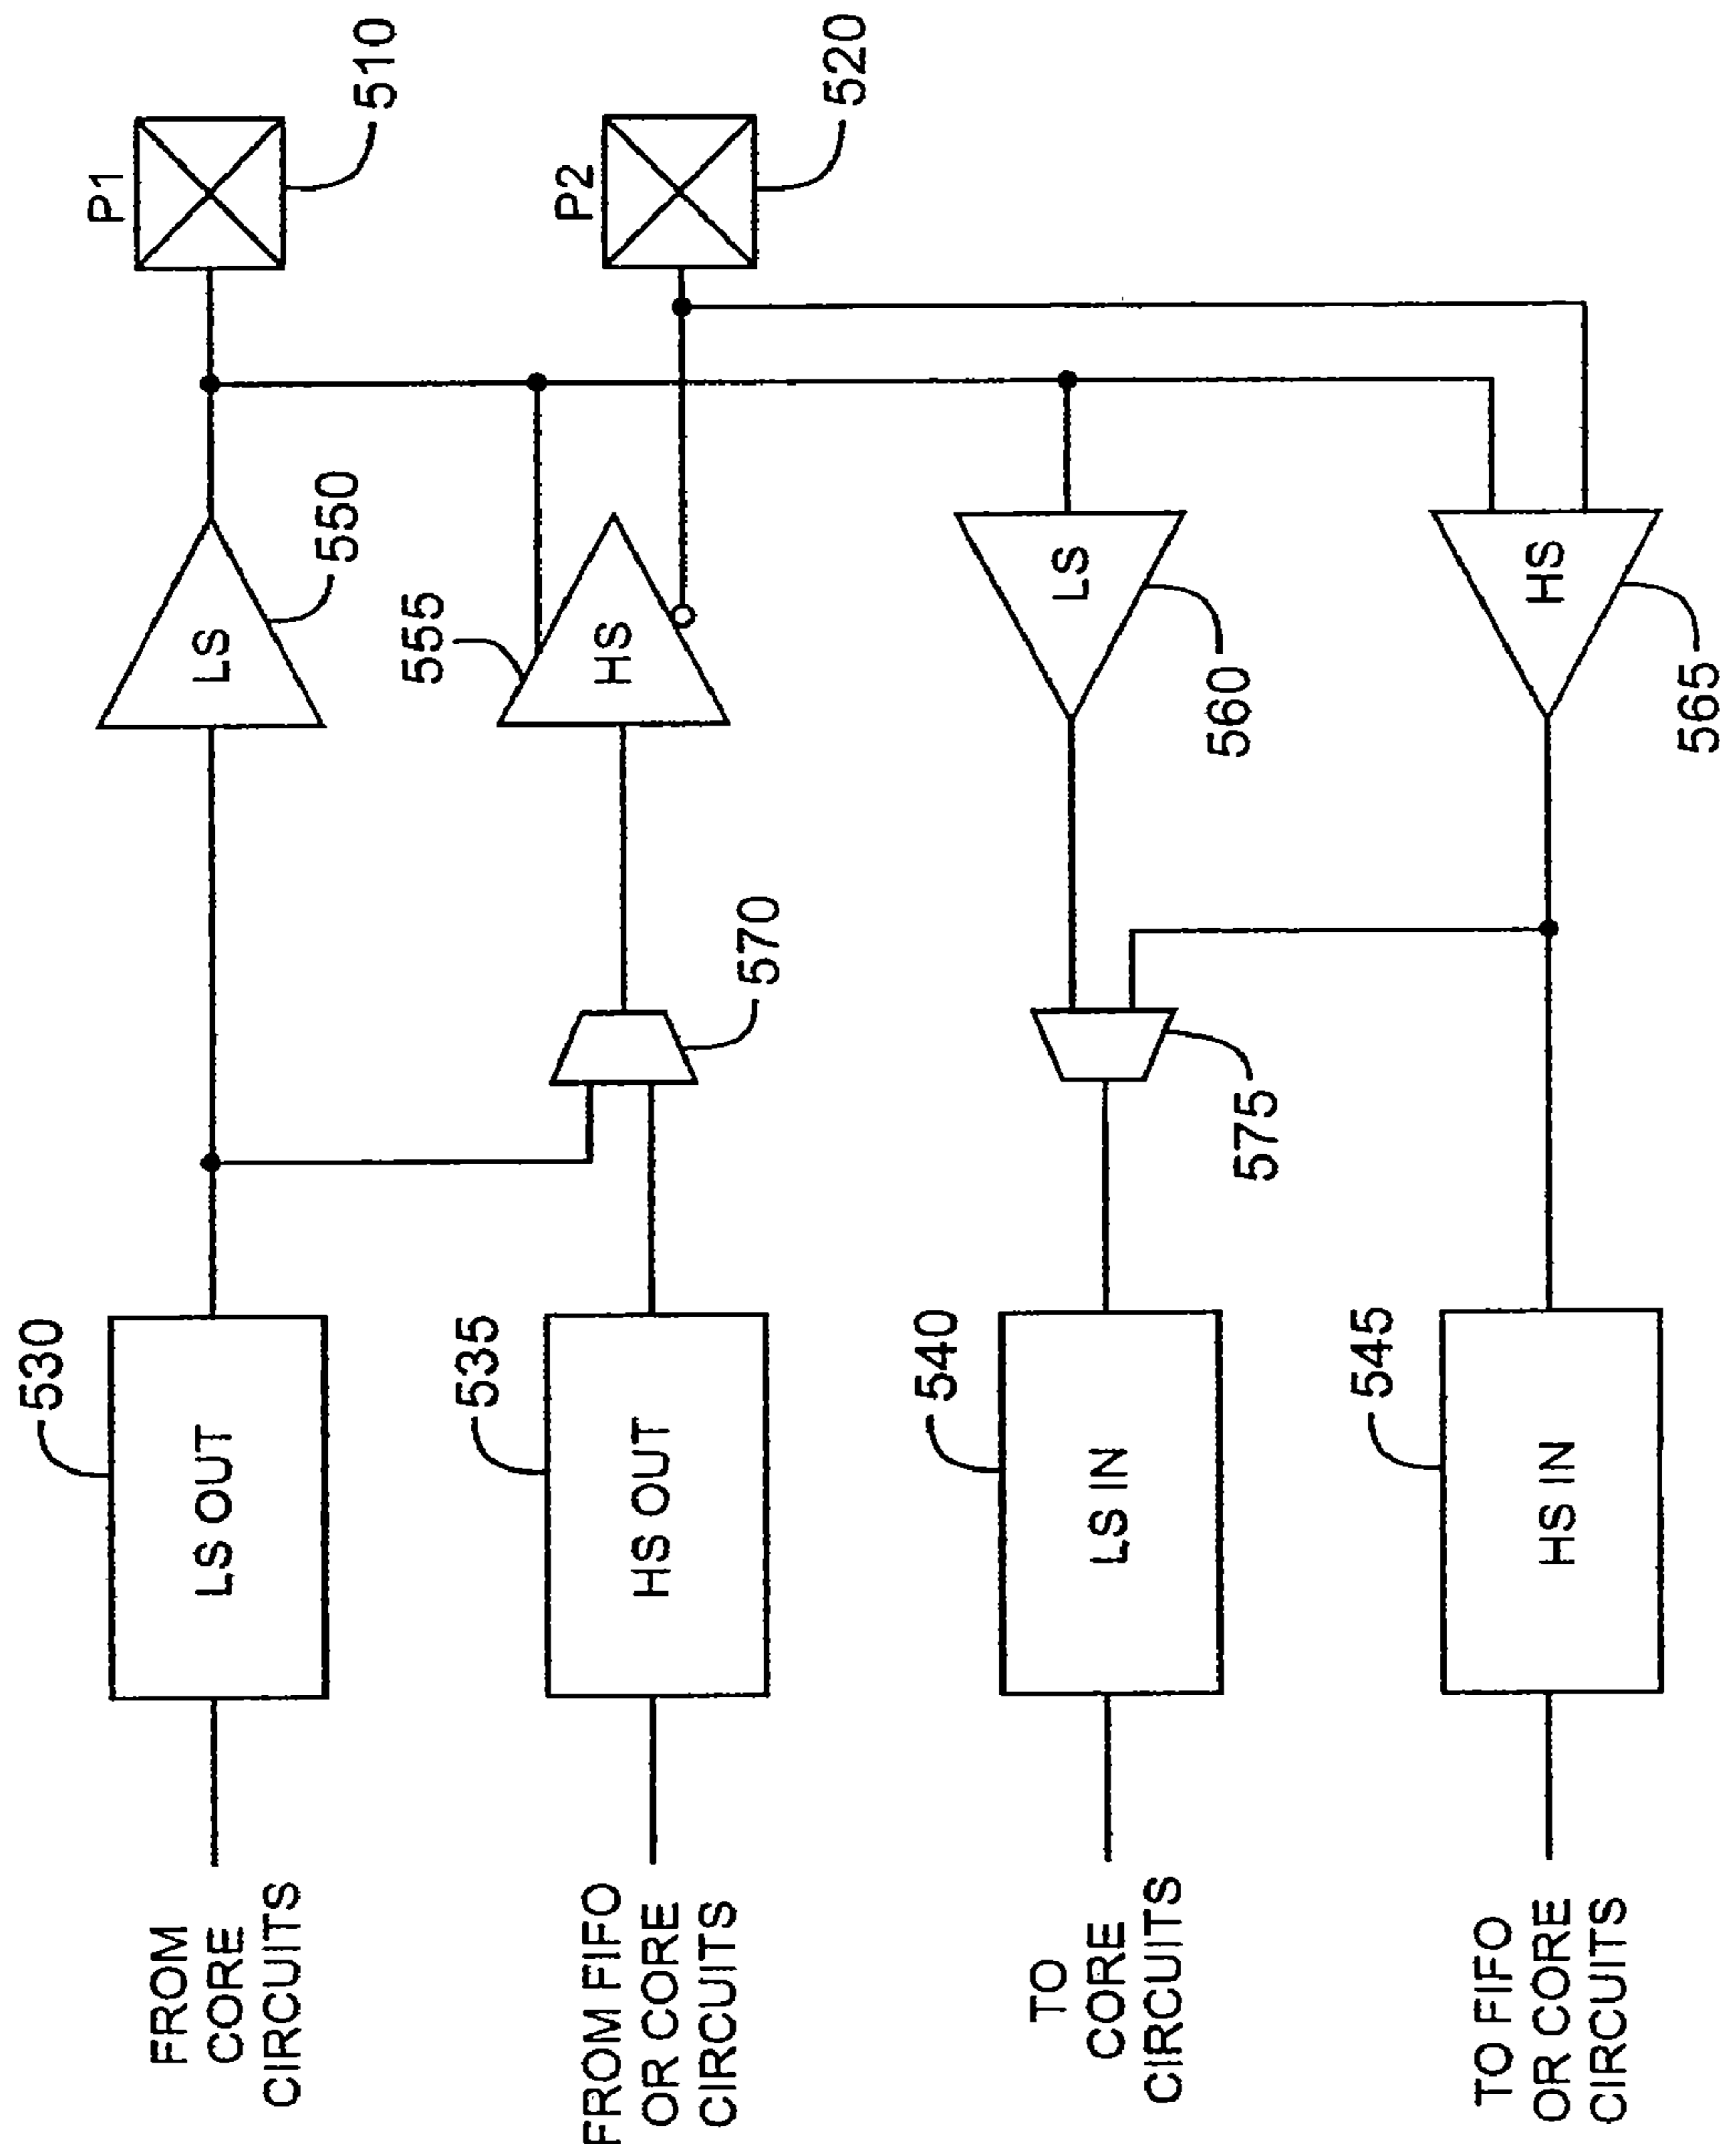 FROM
CORE
CIRCUITS
530
LS OUT
LS
550
P1
510
FROM FIFO
OR CORE
CIRCUITS
535
HS OUT
570
555
HS
P2
520
TO
CORE
CIRCUITS
540
LS IN
575
LS
560
TO FIFO
OR CORE
CIRCUITS
545
HS IN
HS
565